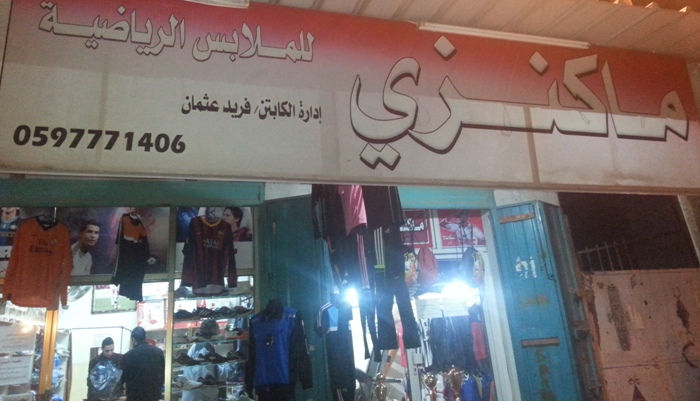 ماكنزي
للملابس الرياضية
إدارة الكابتن/ فريد عثمان
0597771406